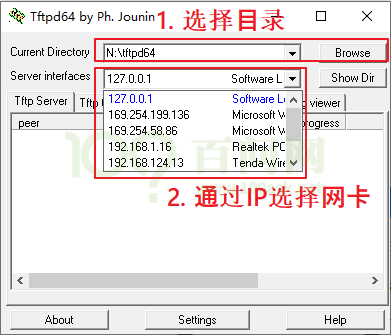 Tftpd64 by Ph. Jounin
1. 选择目录
Current Directory N:\tftpd64 Browse
Server interfaces 127.0.0.1 Software L Show Dir
Tftp Server Tftp viewer
127.0.0.1 Software L
169.254.199.136 Microsoft W
169.254.58.86 Microsoft W
192.168.1.16 Realtek PC
192.168.124.13 Tenda Wire
peer progress
2. 通过IP选择网卡
About Settings Help